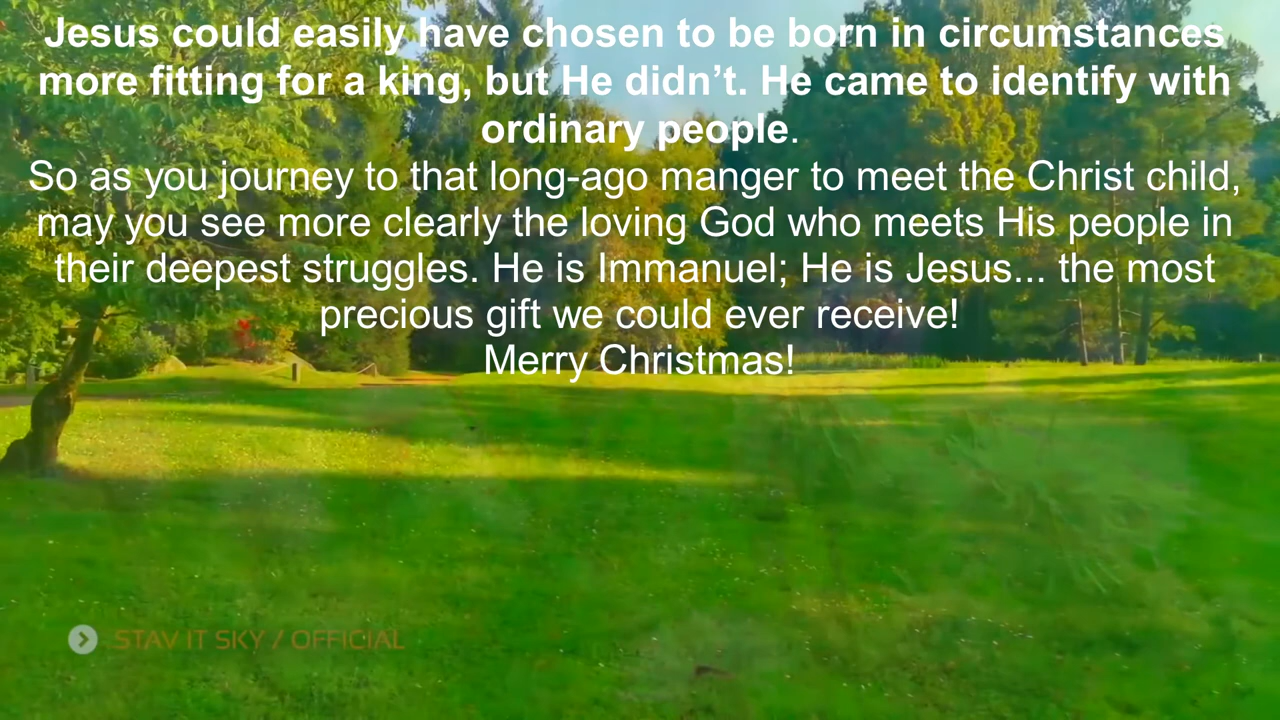 Jesus could easily have chosen to be born in circumstances
more fitting for a king, but He didn’t. He came to identify with
ordinary people.
So as you journey to that long-ago manger to meet the Christ child,
may you see more clearly the loving God who meets His people in
their deepest struggles. He is Immanuel; He is Jesus... the most
precious gift we could ever receive!
Merry Christmas!
STAV IT SKY / OFFICIAL